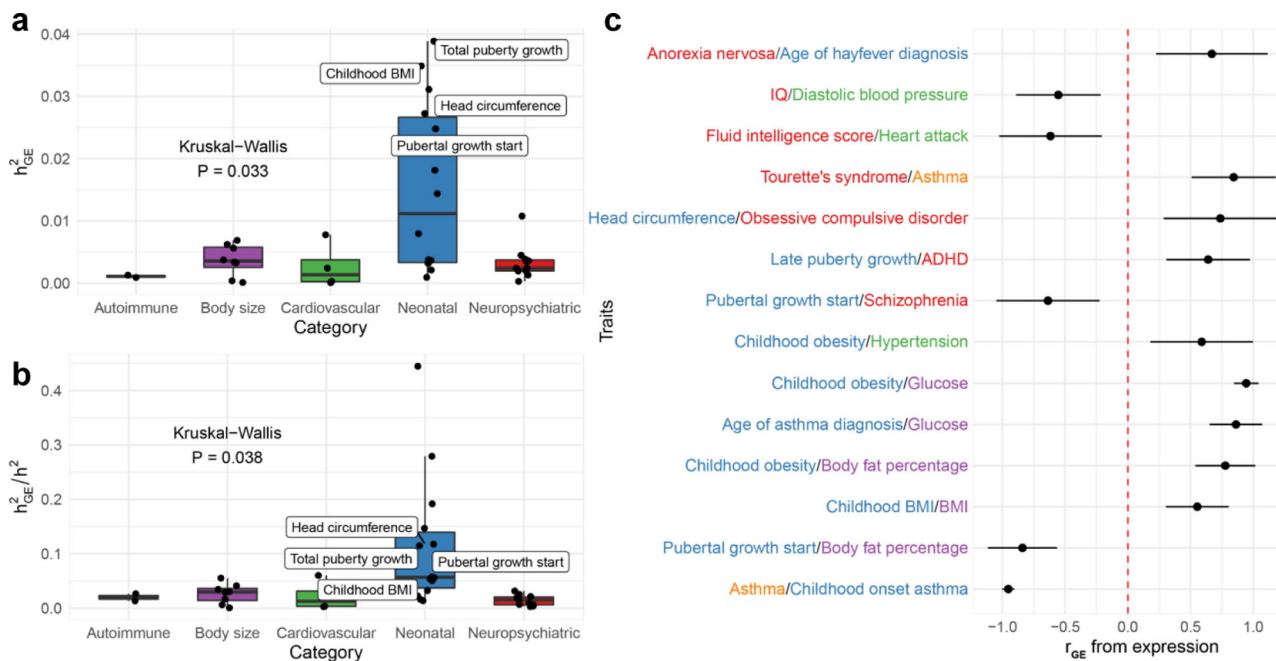 a
0.04
0.03
0.02
0.01
0.00
h²GE
Kruskal-Wallis
P = 0.033
Total puberty growth
Childhood BMI
Head circumference
Pubertal growth start
Autoimmune
Body size
Cardiovascular
Neonatal
Neuropsychiatric
Category
b
0.4
0.3
0.2
0.1
0.0
h²GE/h²
Kruskal-Wallis
P = 0.038
Head circumference
Total puberty growth
Pubertal growth start
Childhood BMI
Autoimmune
Body size
Cardiovascular
Neonatal
Neuropsychiatric
Category
c
Traits
Anorexia nervosa/Age of hayfever diagnosis
IQ/Diastolic blood pressure
Fluid intelligence score/Heart attack
Tourette's syndrome/Asthma
Head circumference/Obsessive compulsive disorder
Late puberty growth/ADHD
Pubertal growth start/Schizophrenia
Childhood obesity/Hypertension
Childhood obesity/Glucose
Age of asthma diagnosis/Glucose
Childhood obesity/Body fat percentage
Childhood BMI/BMI
Pubertal growth start/Body fat percentage
Asthma/Childhood onset asthma
−1.0
−0.5
0.0
0.5
1.0
rGE from expression